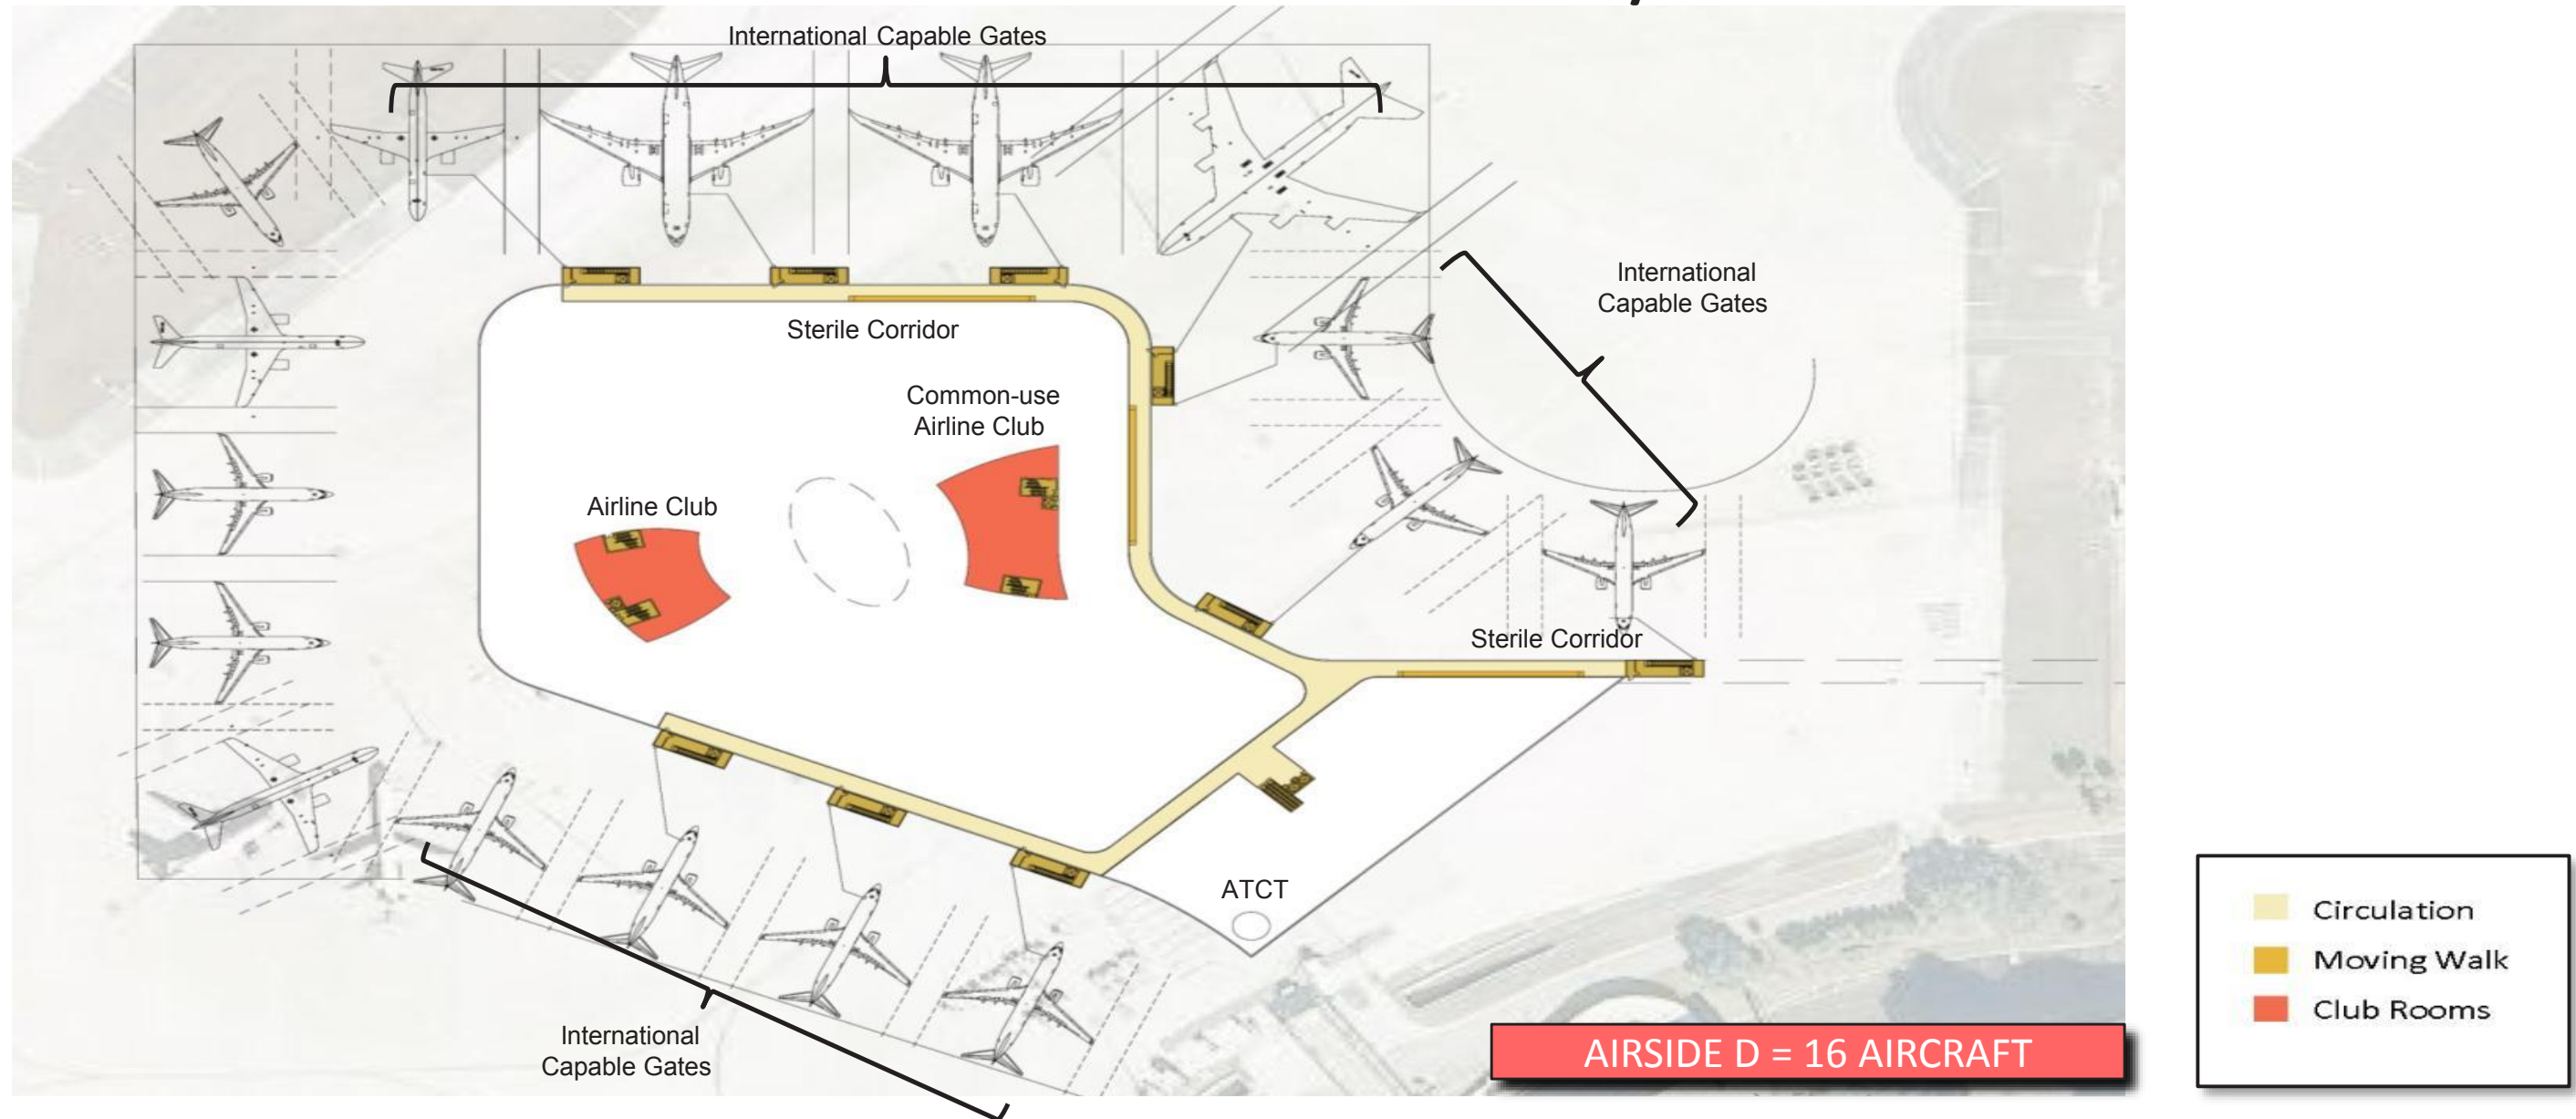 International Capable Gates
International
Capable Gates
Sterile Corridor
Common-use
Airline Club
Airline Club
Sterile Corridor
ATCT
International
Capable Gates
AIRSIDE D = 16 AIRCRAFT
Circulation
Moving Walk
Club Rooms